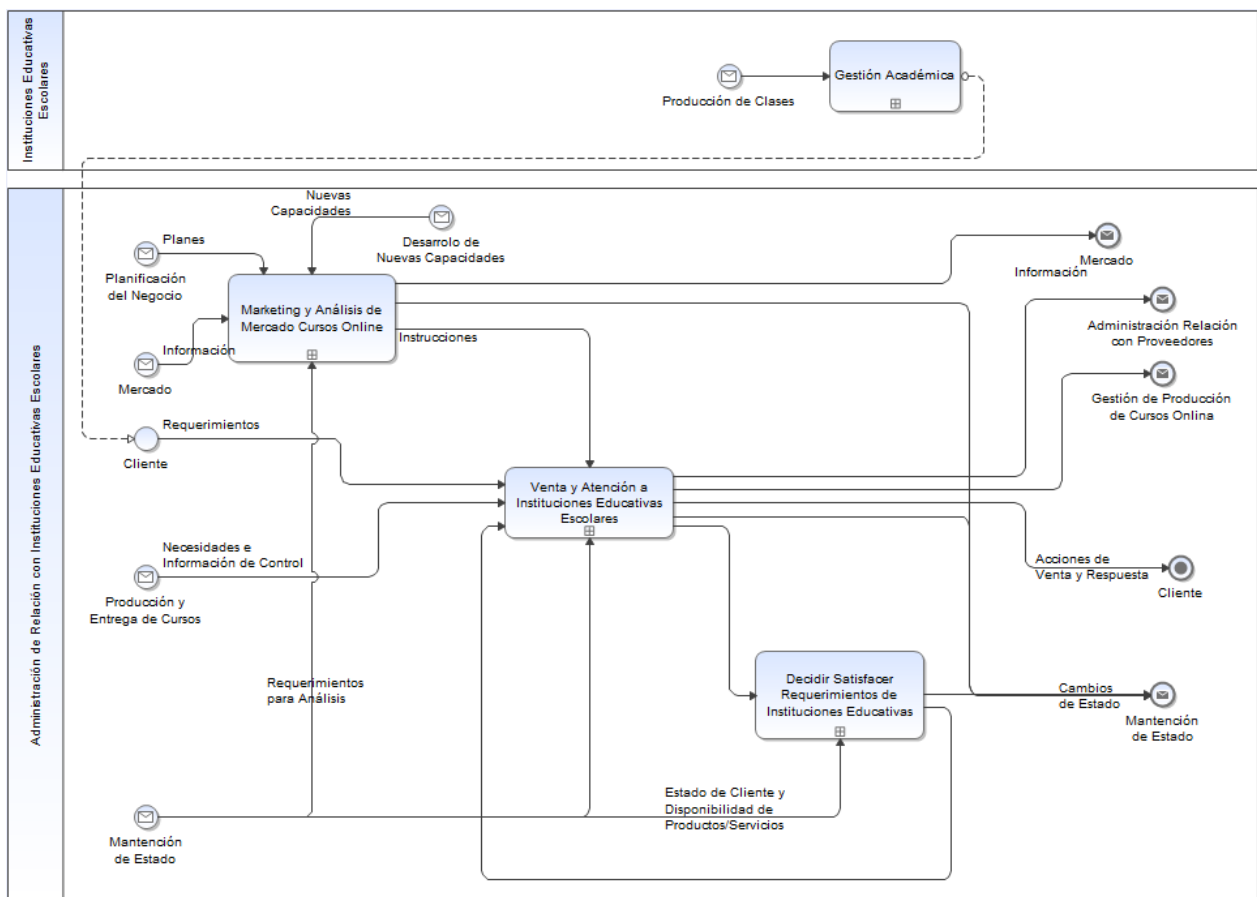 Instituciones Educativas
Escolares
Producción de Clases
Gestión Académica
Administración de Relación con Instituciones Educativas Escolares
Nuevas
Capacidades
Desarrolo de
Nuevas Capacidades
Planes
Planificación
del Negocio
Marketing y Análisis de
Mercado Cursos Online
Información
Mercado
Instrucciones
Información
Mercado
Administración Relación
con Proveedores
Gestión de Producción
de Cursos Onlina
Requerimientos
Cliente
Venta y Atención a
Instituciones Educativas
Escolares
Necesidades e
Información de Control
Producción y
Entrega de Cursos
Acciones de
Venta y Respuesta
Cliente
Requerimientos
para Análisis
Decidir Satisfacer
Requerimientos de
Instituciones Educativas
Cambios
de Estado
Mantención
de Estado
Estado de Cliente y
Disponibilidad de
Productos/Servicios
Mantención
de Estado